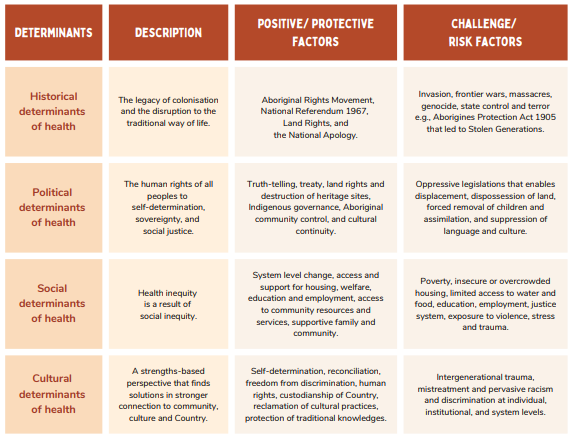 DETERMINANTS
DESCRIPTION
POSITIVE/ PROTECTIVE
FACTORS
CHALLENGE/
RISK FACTORS
Historical
determinants
of health
The legacy of colonisation
and the disruption to the
traditional way of life.
Aboriginal Rights Movement,
National Referendum 1967,
Land Rights, and
the National Apology.
Invasion, frontier wars, massacres,
genocide, state control and terror
e.g., Aborigines Protection Act 1905
that led to Stolen Generations.
Political
determinants
of health
The human rights of all
peoples to
self-determination,
sovereignty, and
social justice.
Truth-telling, treaty, land rights and
destruction of heritage sites,
Indigenous governance, Aboriginal
community control, and cultural
continuity.
Oppressive legislations that enables
displacement, dispossession of land,
forced removal of children and
assimilation, and suppression of
language and culture.
Social
determinants
of health
Health inequity
is a result of
social inequity.
System level change, access and
support for housing, welfare,
education and employment, access
to community resources and
services, supportive family and
community.
Poverty, insecure or overcrowded
housing, limited access to water and
food, education, employment, justice
system, exposure to violence, stress
and trauma.
Cultural
determinants
of health
A strengths-based
perspective that finds
solutions in stronger
connection to community,
culture and Country.
Self-determination, reconciliation,
freedom from discrimination, human
rights, custodianship of Country,
reclamation of cultural practices,
protection of traditional knowledges.
Intergenerational trauma,
mistreatment and pervasive racism
and discrimination at individual,
institutional, and system levels.